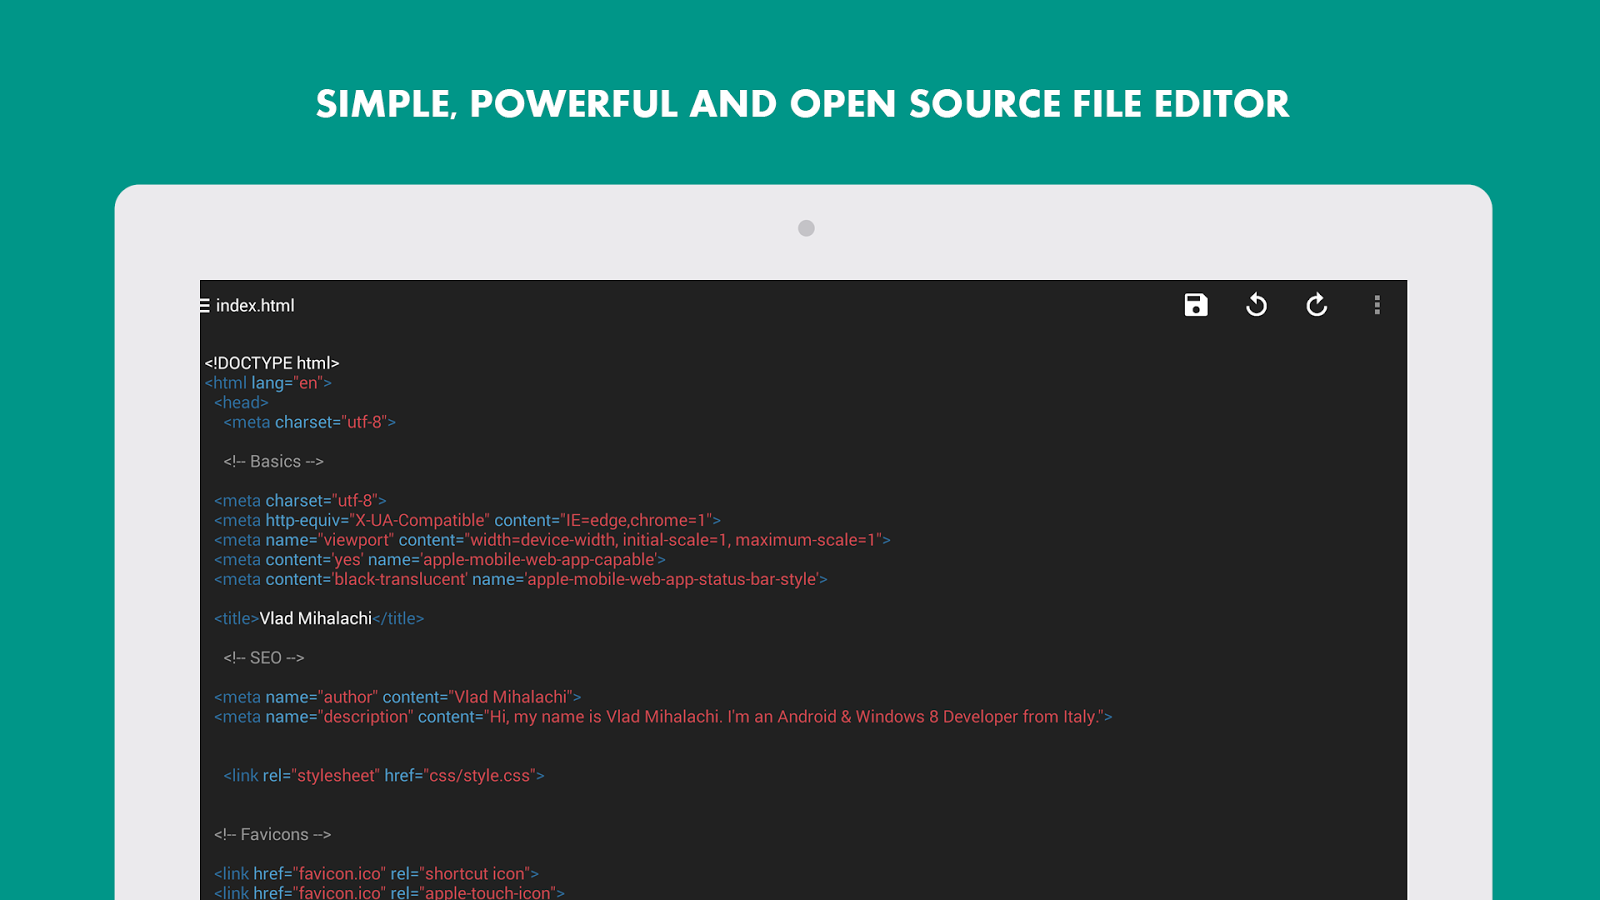 SIMPLE, POWERFUL AND OPEN SOURCE FILE EDITOR
index.html
<!DOCTYPE html>
<html lang="en">
<head>
<meta charset="utf-8">
<!-- Basics -->
<meta charset="utf-8">
<meta http-equiv="X-UA-Compatible" content="IE=edge,chrome=1">
<meta name="viewport" content="width=device-width, initial-scale=1, maximum-scale=1">
<meta content='yes' name='apple-mobile-web-app-capable'>
<meta content='black-translucent' name='apple-mobile-web-app-status-bar-style'>
<title>Vlad Mihalachi</title>
<!-- SEO -->
<meta name="author" content="Vlad Mihalachi">
<meta name="description" content="Hi, my name is Vlad Mihalachi. I'm an Android & Windows 8 Developer from Italy.">
<link rel="stylesheet" href="css/style.css">
<!-- Favicons -->
<link href="favicon.ico" rel="shortcut icon">
<link href="favicon.ico" rel="apple-touch-icon">